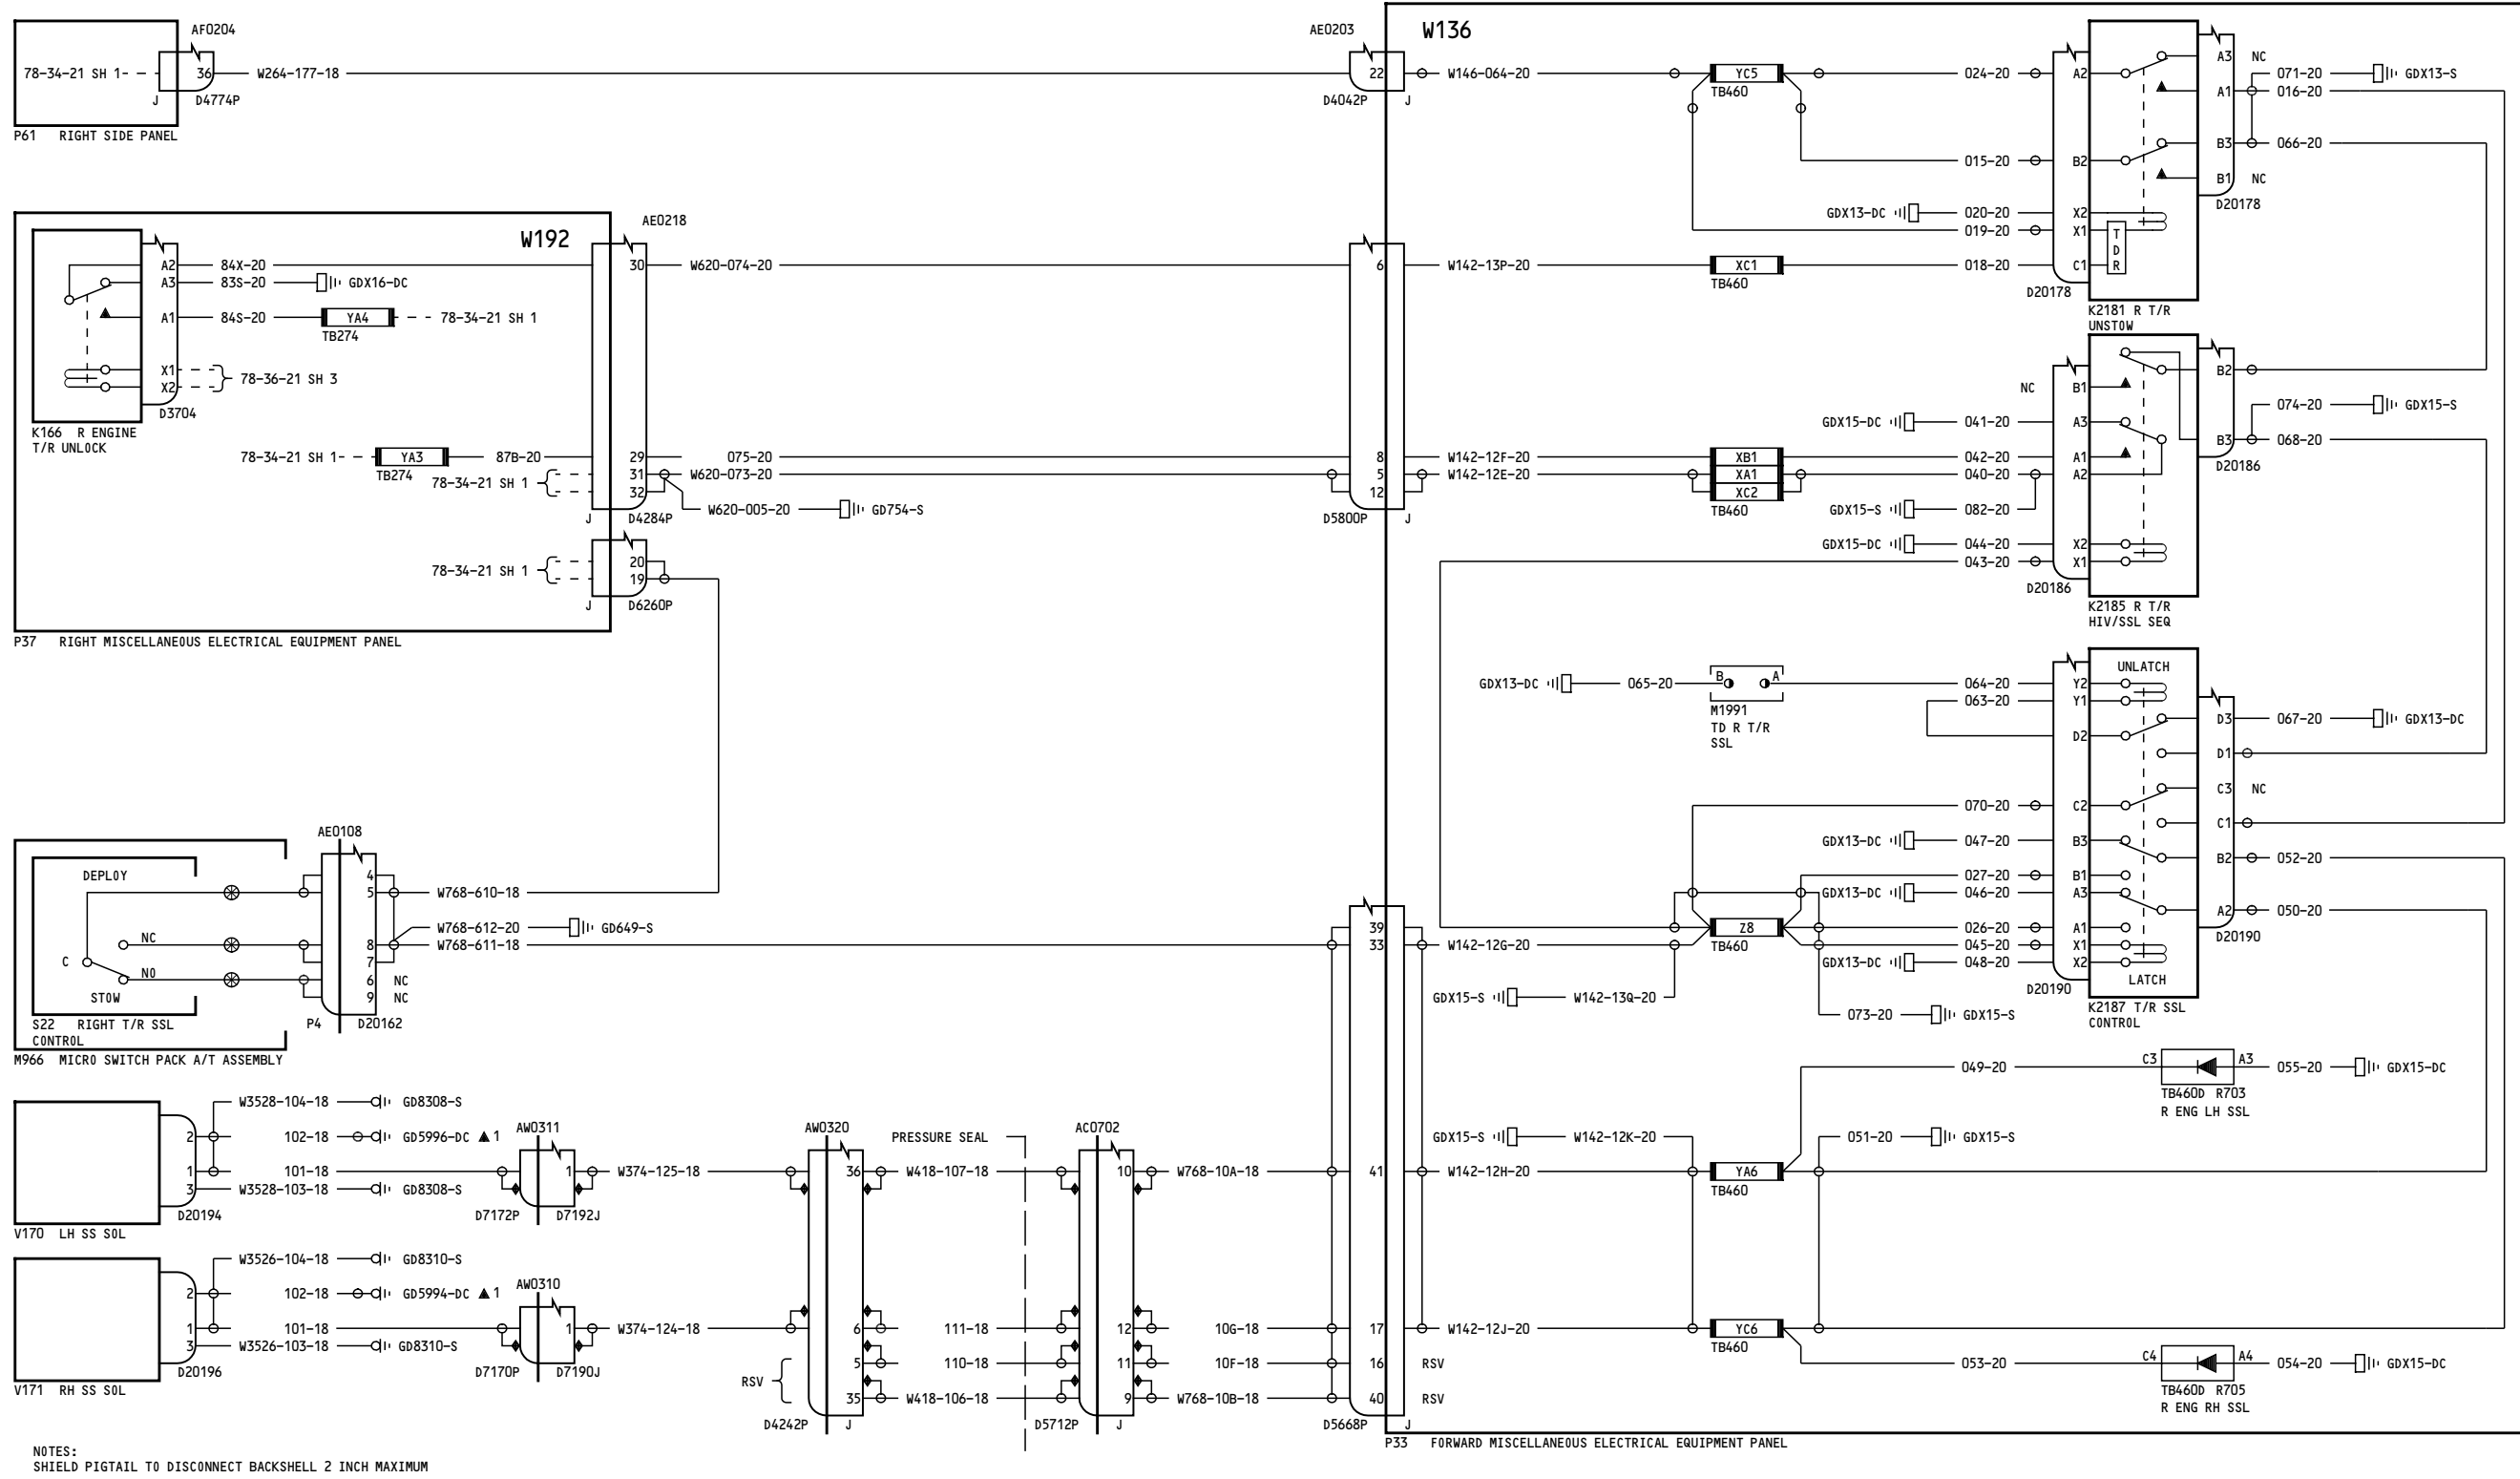 AF0204
78-34-21 SH 1
36
W264-177-18
J
D4774P
P61 RIGHT SIDE PANEL
AE0203
22
D4042P
J
W136
W146-064-20
YC5
TB460
024-20
A2
015-20
B2
GDX13-DC
020-20
X2
019-20
X1
018-20
C1
T
D
R
D20178
K2181 R T/R
UNSTOW
A3
NC
071-20
GDX13-S
A1
016-20
B3
066-20
B1
NC
D20178
W192
AE0218
A2
84X-20
A3
83S-20
GDX16-DC
A1
84S-20
YA4
78-34-21 SH 1
TB274
X1
X2
78-36-21 SH 3
D3704
K166 R ENGINE
T/R UNLOCK
78-34-21 SH 1
YA3
87B-20
TB274
78-34-21 SH 1
30
W620-074-20
29
075-20
31
W620-073-20
32
W620-005-20
GD754-S
J
D4284P
78-34-21 SH 1
20
19
J
D6260P
P37 RIGHT MISCELLANEOUS ELECTRICAL EQUIPMENT PANEL
6
W142-13P-20
XC1
TB460
8
W142-12F-20
XB1
5
W142-12E-20
XA1
12
XC2
TB460
D5800P
J
NC
B1
GDX15-DC
041-20
A3
042-20
A1
040-20
A2
GDX15-S
082-20
GDX15-DC
044-20
X2
043-20
X1
D20186
K2185 R T/R
HIV/SSL SEQ
B2
074-20
GDX15-S
B3
068-20
D20186
GDX13-DC
065-20
B
A
M1991
TD R T/R
SSL
064-20
Y2
063-20
Y1
D2
070-20
C2
GDX13-DC
047-20
B3
027-20
B1
GDX13-DC
046-20
A3
026-20
A1
045-20
X1
GDX13-DC
048-20
X2
D20190
UNLATCH
LATCH
K2187 T/R SSL
CONTROL
D3
067-20
GDX13-DC
D1
C3
NC
C1
B2
052-20
A2
050-20
D20190
AE0108
DEPLOY
NC
C
NO
STOW
S22 RIGHT T/R SSL
CONTROL
M966 MICRO SWITCH PACK A/T ASSEMBLY
4
5
W768-610-18
W768-612-20
GD649-S
8
W768-611-18
7
6
NC
9
NC
P4
D20162
39
33
W142-12G-20
Z8
TB460
GDX15-S
W142-13Q-20
073-20
GDX15-S
049-20
C3
A3
055-20
GDX15-DC
TB460D R703
R ENG LH SSL
W3528-104-18
GD8308-S
2
102-18
GD5996-DC
1
1
101-18
3
W3528-103-18
GD8308-S
D20194
V170 LH SS SOL
AW0311
1
D7172P
D7192J
W374-125-18
AW0320
36
W418-107-18
PRESSURE SEAL
AC0702
10
W768-10A-18
41
W142-12H-20
GDX15-S
W142-12K-20
YA6
TB460
051-20
GDX15-S
W3526-104-18
GD8310-S
2
102-18
GD5994-DC
1
1
101-18
3
W3526-103-18
GD8310-S
D20196
V171 RH SS SOL
AW0310
1
D7170P
D7190J
W374-124-18
6
111-18
12
10G-18
17
W142-12J-20
YC6
TB460
RSV
5
110-18
11
10F-18
16
RSV
35
W418-106-18
9
W768-10B-18
40
RSV
053-20
C4
A4
054-20
GDX15-DC
TB460D R705
R ENG RH SSL
D4242P
J
D5712P
J
D5668P
J
P33 FORWARD MISCELLANEOUS ELECTRICAL EQUIPMENT PANEL
NOTES:
SHIELD PIGTAIL TO DISCONNECT BACKSHELL 2 INCH MAXIMUM